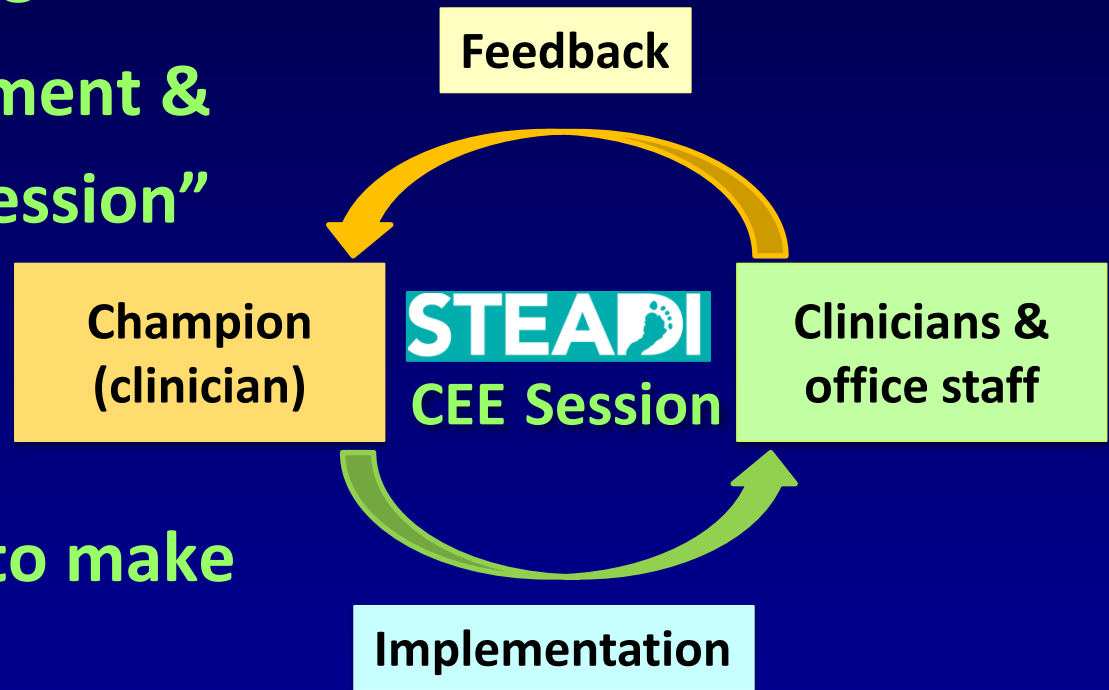 Feedback
ment &
ession”
Champion
(clinician)
STEADI
CEE Session
Clinicians &
office staff
to make
Implementation